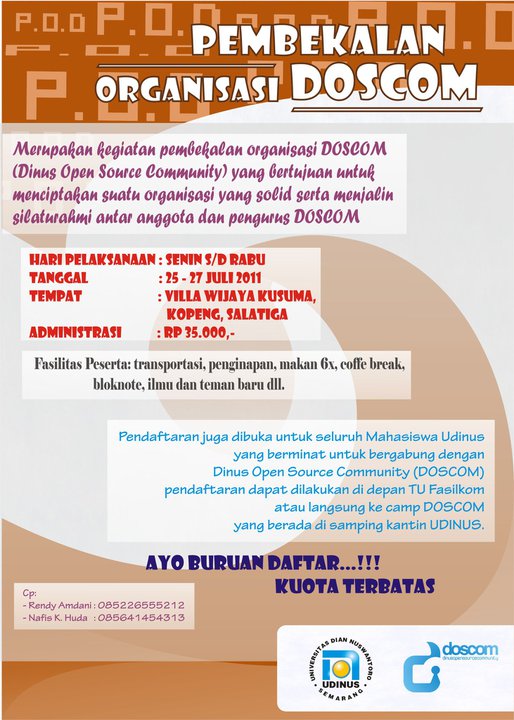 PEMBEKALAN
ORGANISASI DOSCOM
Merupakan kegiatan pembekalan organisasi DOSCOM
(Dinus Open Source Community) yang bertujuan untuk
menciptakan suatu organisasi yang solid serta menjalin
silaturahmi antar anggota dan pengurus DOSCOM
HARI PELAKSANAAN : SENIN S/D RABU
TANGGAL : 25 - 27 JULI 2011
TEMPAT : VILLA WIJAYA KUSUMA,
KOPENG, SALATIGA
ADMINISTRASI : RP 35.000,-
Fasilitas Peserta: transportasi, penginapan, makan 6x, coffe break,
bloknote, ilmu dan teman baru dll.
Pendaftaran juga dibuka untuk seluruh Mahasiswa Udinus
yang berminat untuk bergabung dengan
Dinus Open Source Community (DOSCOM)
pendaftaran dapat dilakukan di depan TU Fasilkom
atau langsung ke camp DOSCOM
yang berada di samping kantin UDINUS.
AYO BURUAN DAFTAR...!!!
KUOTA TERBATAS
Cp:
- Rendy Amdani : 085226555212
- Nafis K. Huda : 085641454313
UNIVERSITAS DIAN NUSWANTORO
UDINUS
SEMARANG
doscom
dinusopensourcecommunity